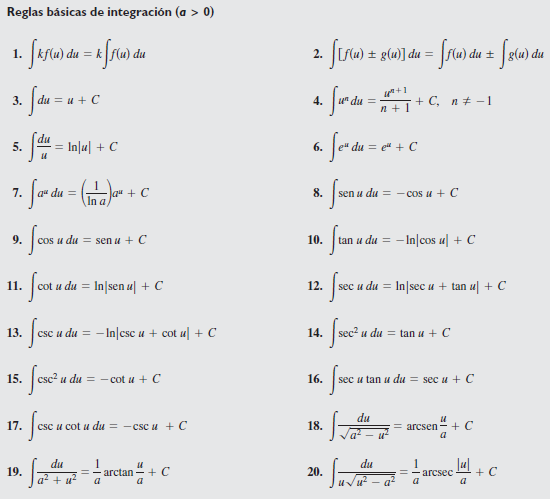 Reglas básicas de integración (a > 0)
1. ∫kf(u) du = k∫f(u) du
2. ∫[f(u) ± g(u)] du = ∫f(u) du ± ∫g(u) du
3. ∫du = u + C
4. ∫uⁿ du = uⁿ⁺¹/(n + 1) + C, n ≠ −1
5. ∫du/u = ln|u| + C
6. ∫eᵘ du = eᵘ + C
7. ∫aᵘ du = (1/ln a)aᵘ + C
8. ∫sen u du = −cos u + C
9. ∫cos u du = sen u + C
10. ∫tan u du = −ln|cos u| + C
11. ∫cot u du = ln|sen u| + C
12. ∫sec u du = ln|sec u + tan u| + C
13. ∫csc u du = −ln|csc u + cot u| + C
14. ∫sec² u du = tan u + C
15. ∫csc² u du = −cot u + C
16. ∫sec u tan u du = sec u + C
17. ∫csc u cot u du = −csc u + C
18. ∫du/√(a² − u²) = arcsen u/a + C
19. ∫du/(a² + u²) = 1/a arctan u/a + C
20. ∫du/(u√(u² − a²)) = 1/a arcsec |u|/a + C